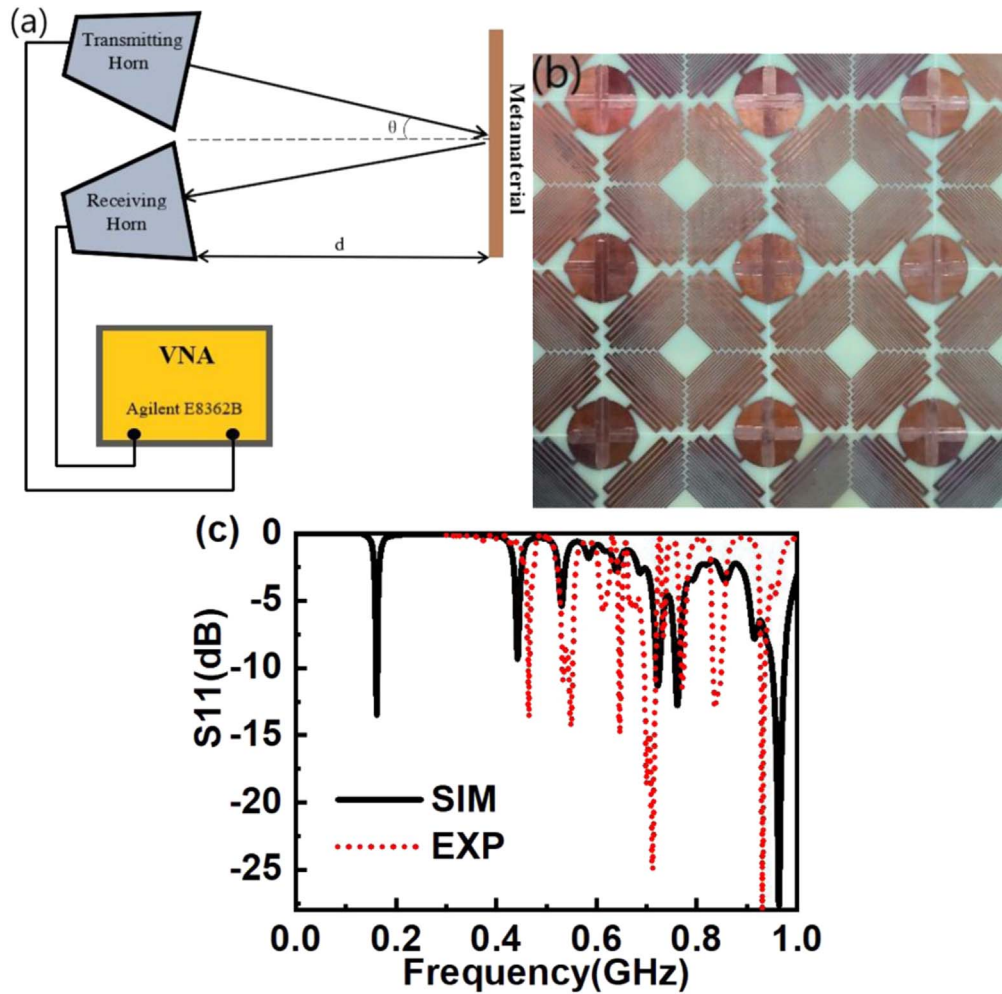 (a)
Transmitting
Horn
θ
Metamaterial
Receiving
Horn
d
VNA
Agilent E8362B
(b)
(c)
0
-5
-10
-15
-20
-25
S11(dB)
SIM
EXP
0.0 0.2 0.4 0.6 0.8 1.0
Frequency(GHz)